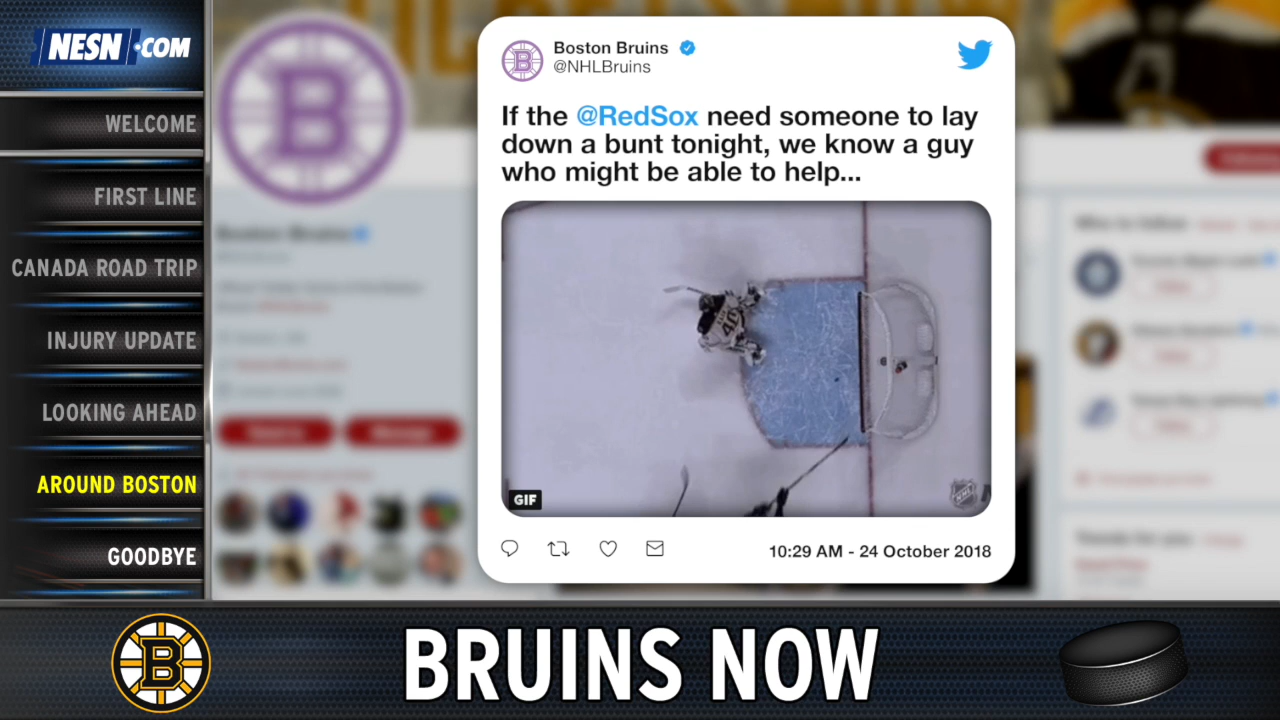 NESN.COM
WELCOME
FIRST LINE
CANADA ROAD TRIP
INJURY UPDATE
LOOKING AHEAD
AROUND BOSTON
GOODBYE
Boston Bruins
@NHLBruins
If the @RedSox need someone to lay
down a bunt tonight, we know a guy
who might be able to help...
40
GIF
NHL
10:29 AM - 24 October 2018
B
BRUINS NOW